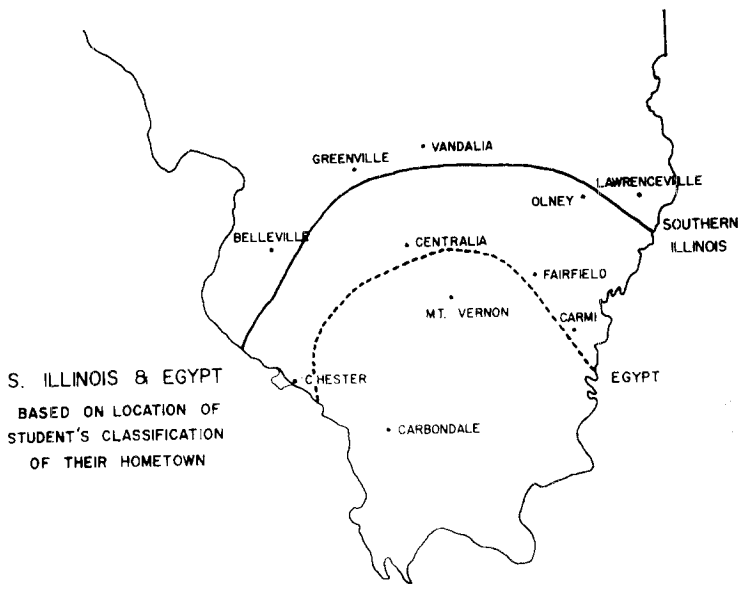 VANDALIA
GREENVILLE
LAWRENCEVILLE
OLNEY
SOUTHERN
ILLINOIS
BELLEVILLE
CENTRALIA
FAIRFIELD
MT. VERNON
CARMI
S. ILLINOIS & EGYPT
CHESTER
EGYPT
BASED ON LOCATION OF
STUDENT'S CLASSIFICATION
OF THEIR HOMETOWN
CARBONDALE